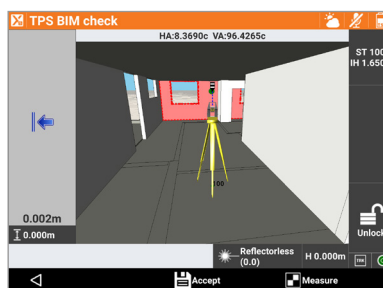 TPS BIM check
HA:8.3690c VA:96.4265c
ST 100
IH 1.650
100
0.002m
0.000m
Unlock
Reflectorless
(0.0)
H 0.000m
Accept
Measure